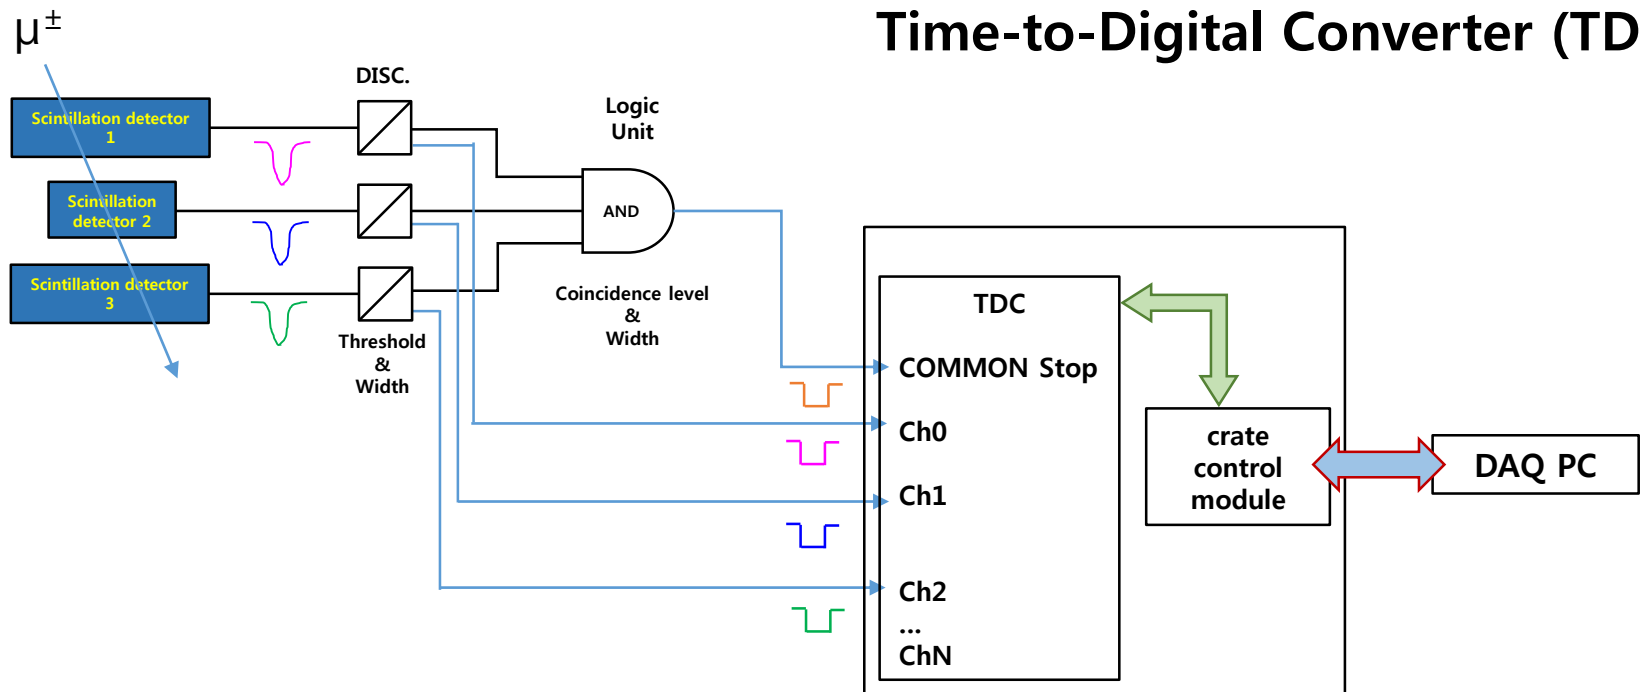 μ±
Time-to-Digital Converter (TD
DISC.
Scintillation detector
1
Scintillation
detector 2
Scintillation detector
3
Threshold
&
Width
Logic
Unit
AND
Coincidence level
&
Width
TDC
COMMON Stop
Ch0
Ch1
Ch2
...
ChN
crate
control
module
DAQ PC